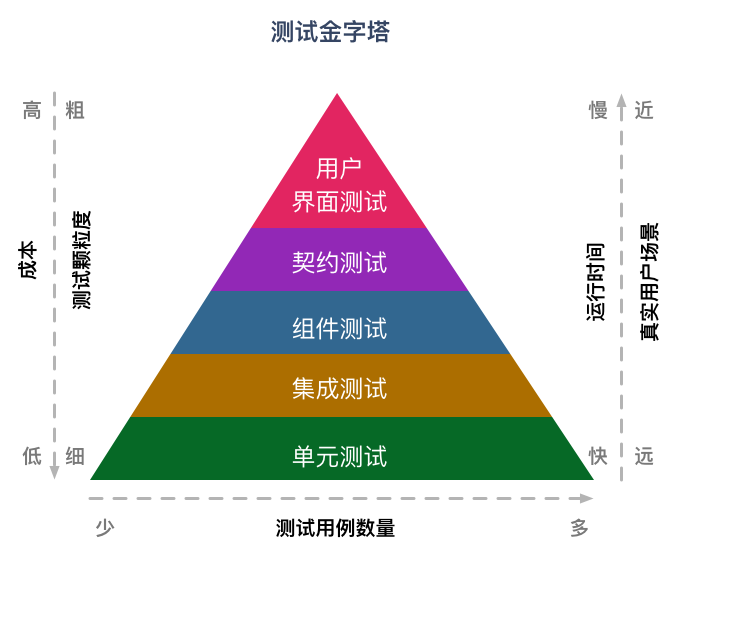 测试金字塔
高
粗
慢
近
用户
界面测试
成本
测试颗粒度
契约测试
运行时间
真实用户场景
组件测试
集成测试
低
细
单元测试
快
远
少
测试用例数量
多